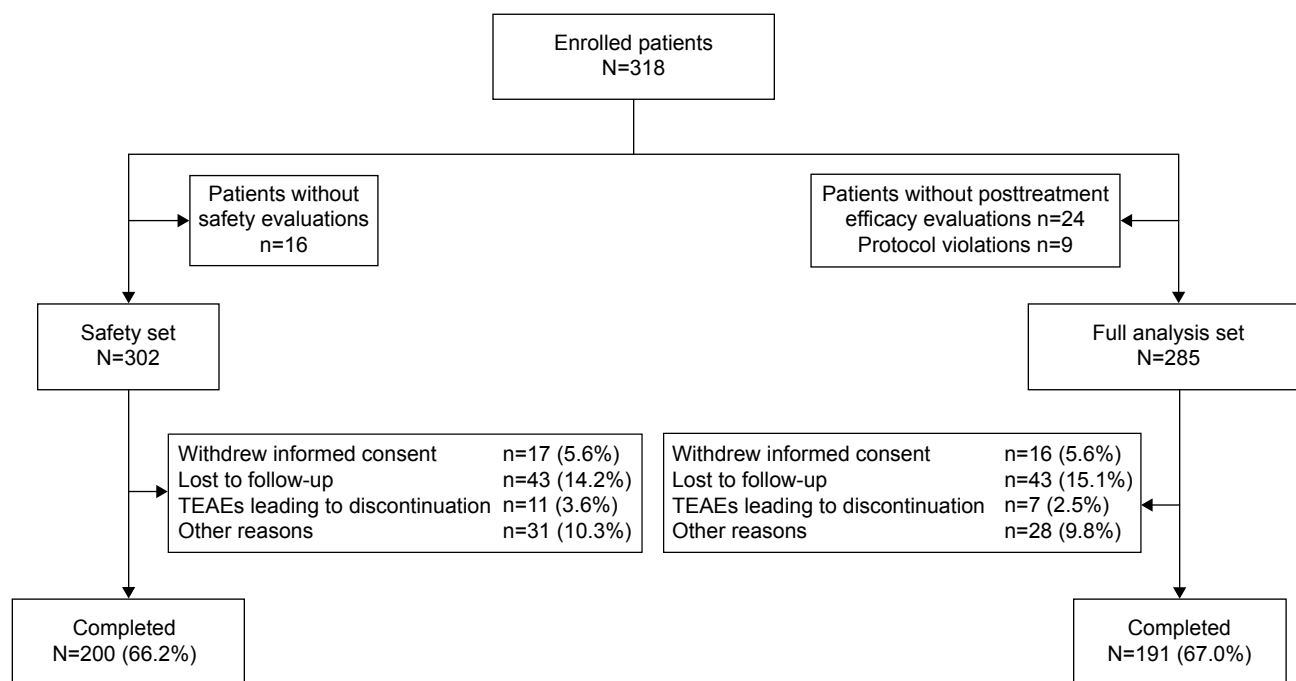 Enrolled patients
N=318
Patients without
safety evaluations
n=16
Patients without posttreatment
efficacy evaluations n=24
Protocol violations n=9
Safety set
N=302
Full analysis set
N=285
Withdrew informed consent n=17 (5.6%)
Lost to follow-up n=43 (14.2%)
TEAEs leading to discontinuation n=11 (3.6%)
Other reasons n=31 (10.3%)
Withdrew informed consent n=16 (5.6%)
Lost to follow-up n=43 (15.1%)
TEAEs leading to discontinuation n=7 (2.5%)
Other reasons n=28 (9.8%)
Completed
N=200 (66.2%)
Completed
N=191 (67.0%)